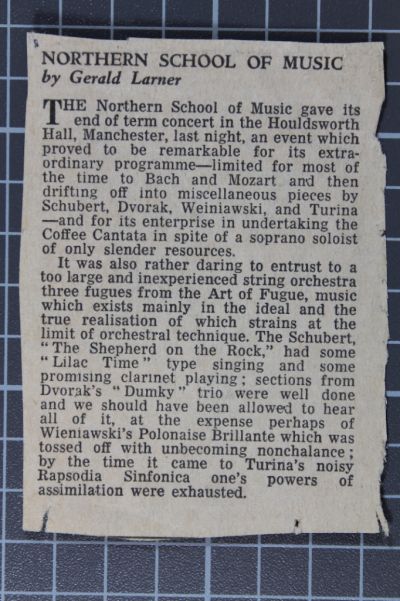 NORTHERN SCHOOL OF MUSIC
by Gerald Larner
THE Northern School of Music gave its
end of term concert in the Houldsworth
Hall, Manchester, last night, an event which
proved to be remarkable for its extra-
ordinary programme—limited for most of
the time to Bach and Mozart and then
drifting off into miscellaneous pieces by
Schubert, Dvorak, Weiniawski, and Turina
—and for its enterprise in undertaking the
Coffee Cantata in spite of a soprano soloist
of only slender resources.
It was also rather daring to entrust to a
too large and inexperienced string orchestra
three fugues from the Art of Fugue, music
which exists mainly in the ideal and the
true realisation of which strains at the
limit of orchestral technique. The Schubert,
"The Shepherd on the Rock," had some
"Lilac Time" type singing and some
promising clarinet playing; sections from
Dvorak's "Dumky" trio were well done
and we should have been allowed to hear
all of it, at the expense perhaps of
Wieniawski's Polonaise Brillante which was
tossed off with unbecoming nonchalance;
by the time it came to Turina's noisy
Rapsodia Sinfonica one's powers of
assimilation were exhausted.